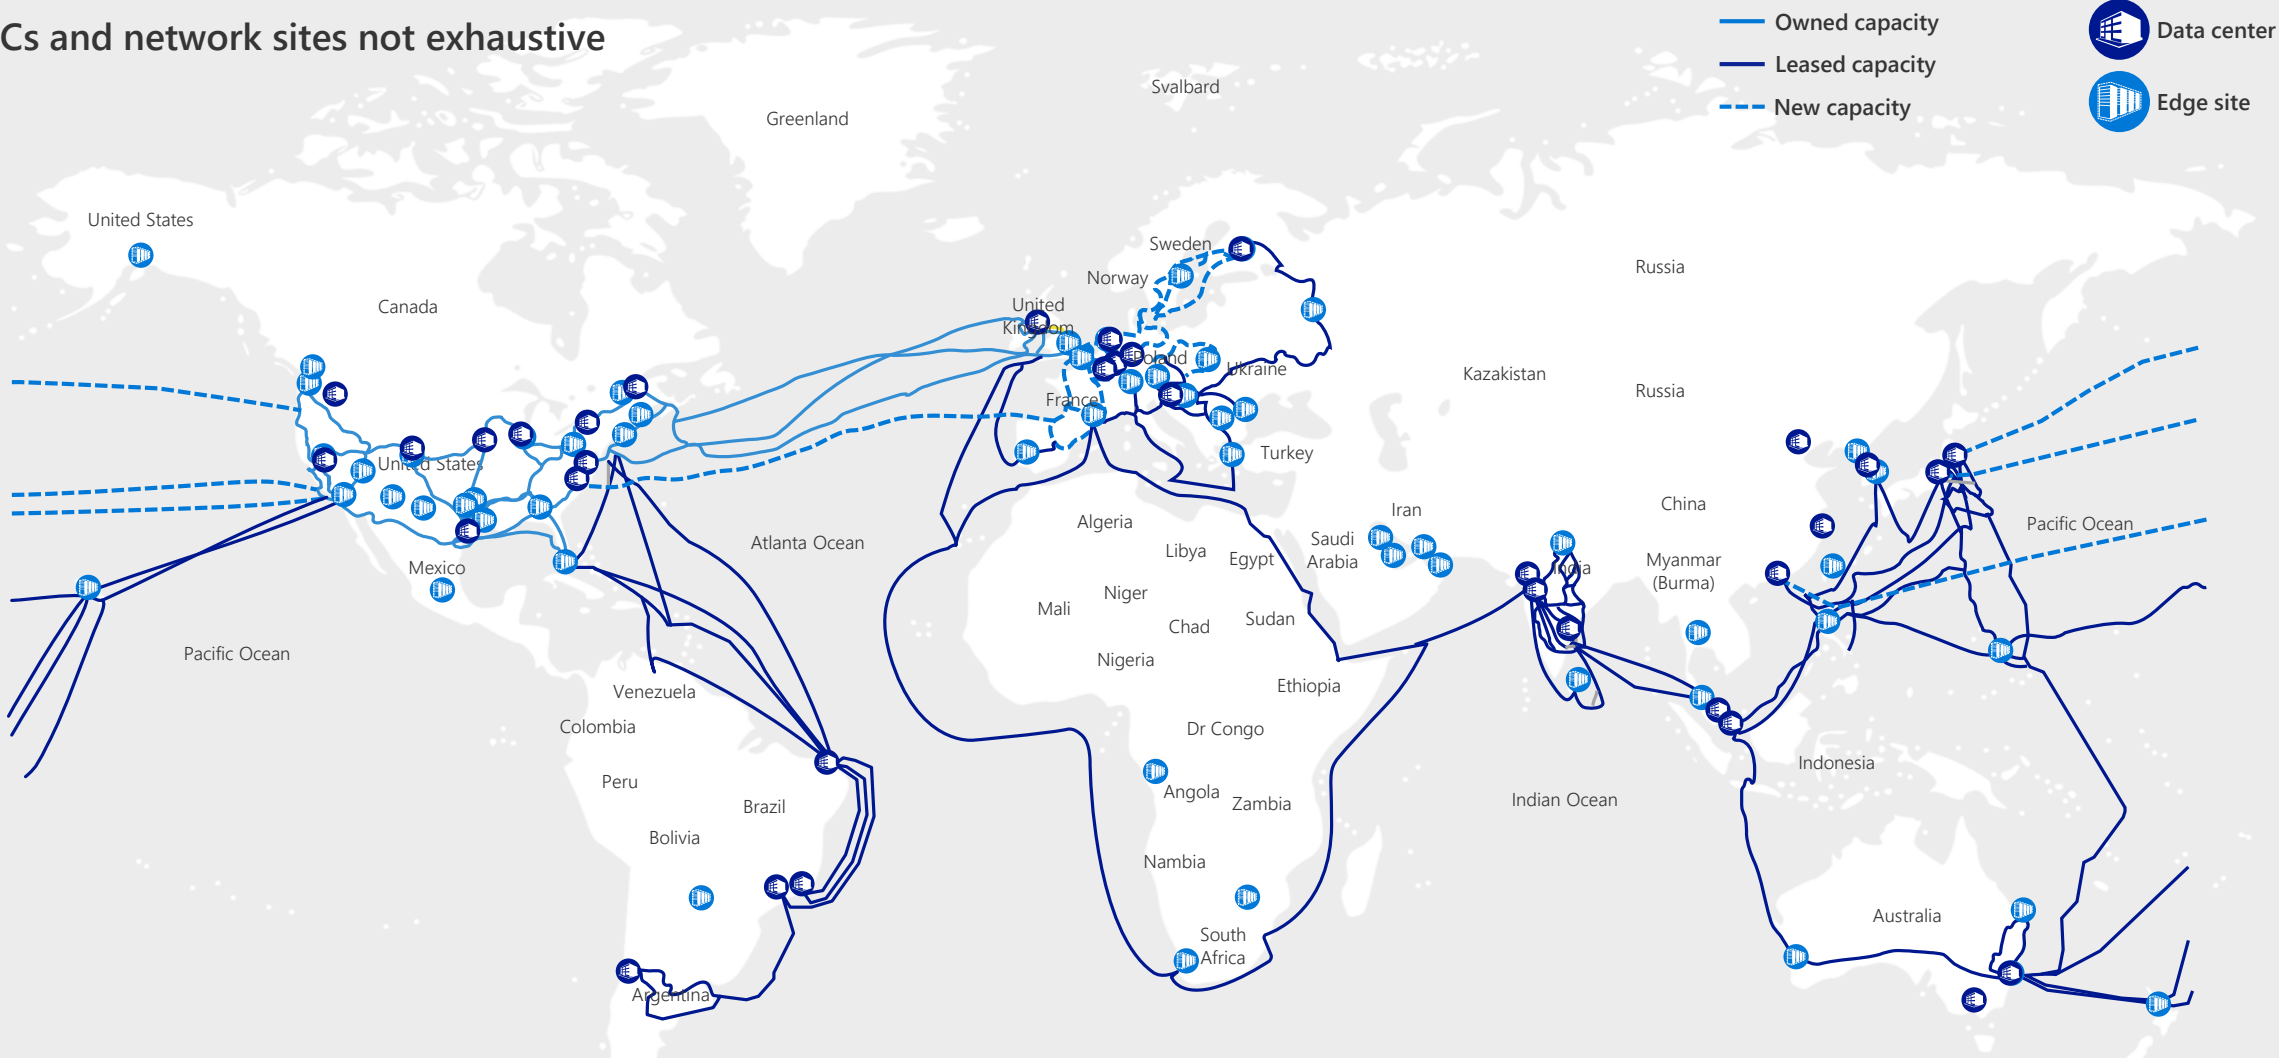 Cs and network sites not exhaustive
Owned capacity
Leased capacity
New capacity
Data center
Edge site
Svalbard
Greenland
United States
Canada
Sweden
Norway
United
Kingdom
Russia
Poland
Ukraine
Kazakistan
Russia
France
United States
Turkey
China
Iran
Pacific Ocean
Algeria
Atlanta Ocean
Libya
Egypt
Saudi
Arabia
Mexico
India
Myanmar
(Burma)
Niger
Mali
Chad
Sudan
Pacific Ocean
Nigeria
Ethiopia
Venezuela
Colombia
Dr Congo
Indonesia
Peru
Angola
Zambia
Brazil
Indian Ocean
Bolivia
Nambia
Australia
South
Africa
Argentina